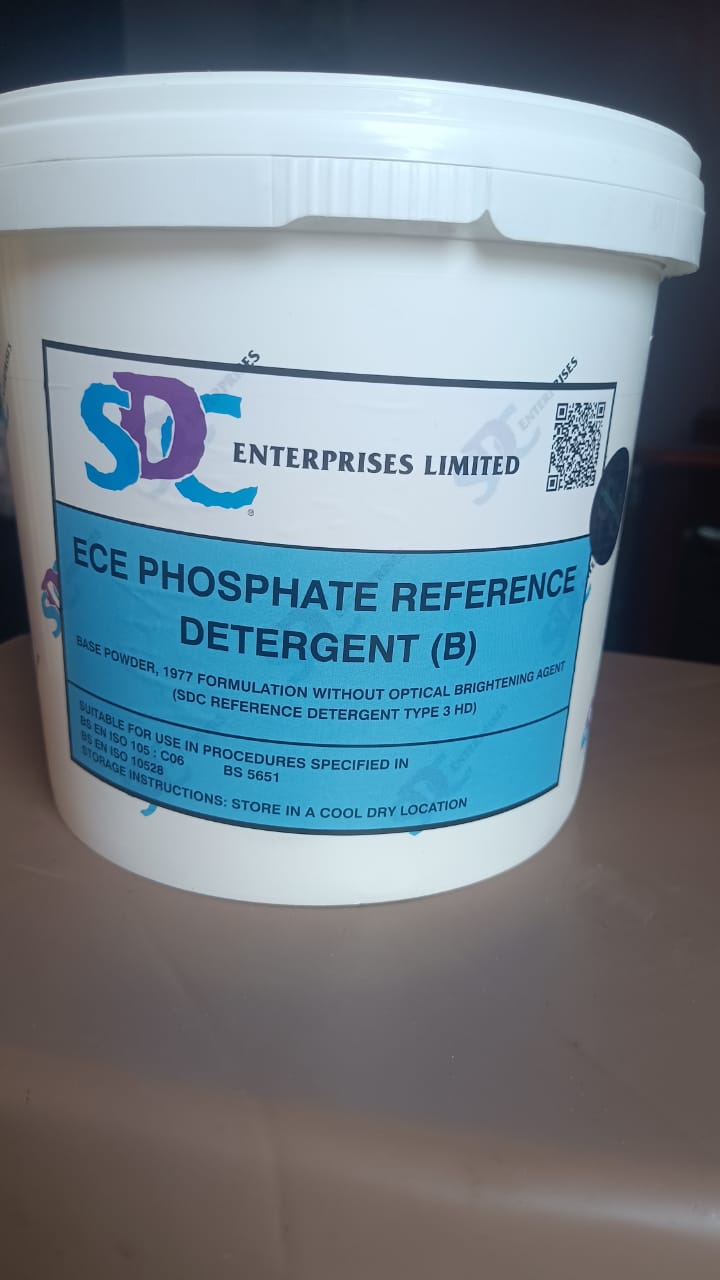 SDC ENTERPRISES LIMITED
®
ECE PHOSPHATE REFERENCE
DETERGENT (B)
BASE POWDER, 1977 FORMULATION WITHOUT OPTICAL BRIGHTENING AGENT
(SDC REFERENCE DETERGENT TYPE 3 HD)
SUITABLE FOR USE IN PROCEDURES SPECIFIED IN
BS EN ISO 105 : C06 BS 5651
BS EN ISO 10528
STORAGE INSTRUCTIONS: STORE IN A COOL DRY LOCATION